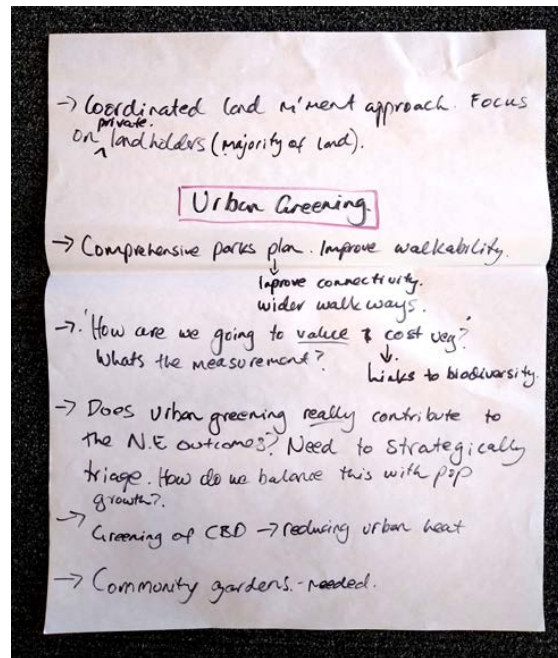 → Coordinated land m'ment approach. Focus
private.
on ^ landholders (majority of land).
Urban Greening.
→ Comprehensive parks plan. Improve walkability.
↓
Improve connectivity.
wider walkways.
→ 'How are we going to value & cost veg?'
Whats the measurement?
↓
Links to biodiversity.
→ Does urban greening really contribute to
the N.E outcomes? Need to strategically
triage. How do we balance this with pop
growth?.
→ Greening of CBD → reducing urban heat
→ Community gardens. - needed.